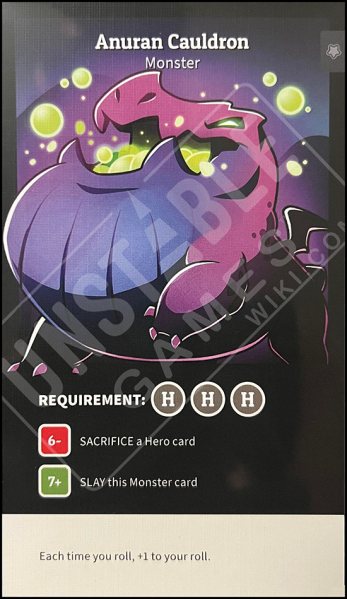 Anuran Cauldron
Monster
UNSTABLE
GAMES
WIKI.COM
REQUIREMENT: H H H
6- SACRIFICE a Hero card
7+ SLAY this Monster card
Each time you roll, +1 to your roll.